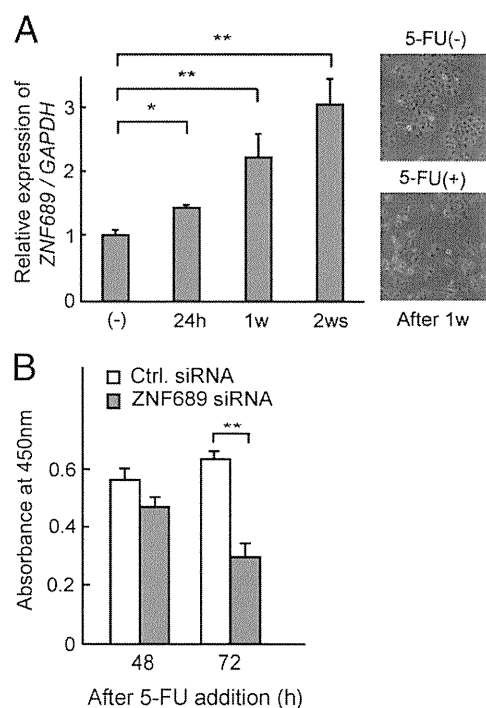 A
Relative expression of
ZNF689 / GAPDH
3
2
1
0
*
**
**
(-)
24h
1w
2ws
5-FU(-)
5-FU(+)
After 1w
B
Ctrl. siRNA
ZNF689 siRNA
**
Absorbance at 450nm
0.6
0.4
0.2
0
48
72
After 5-FU addition (h)